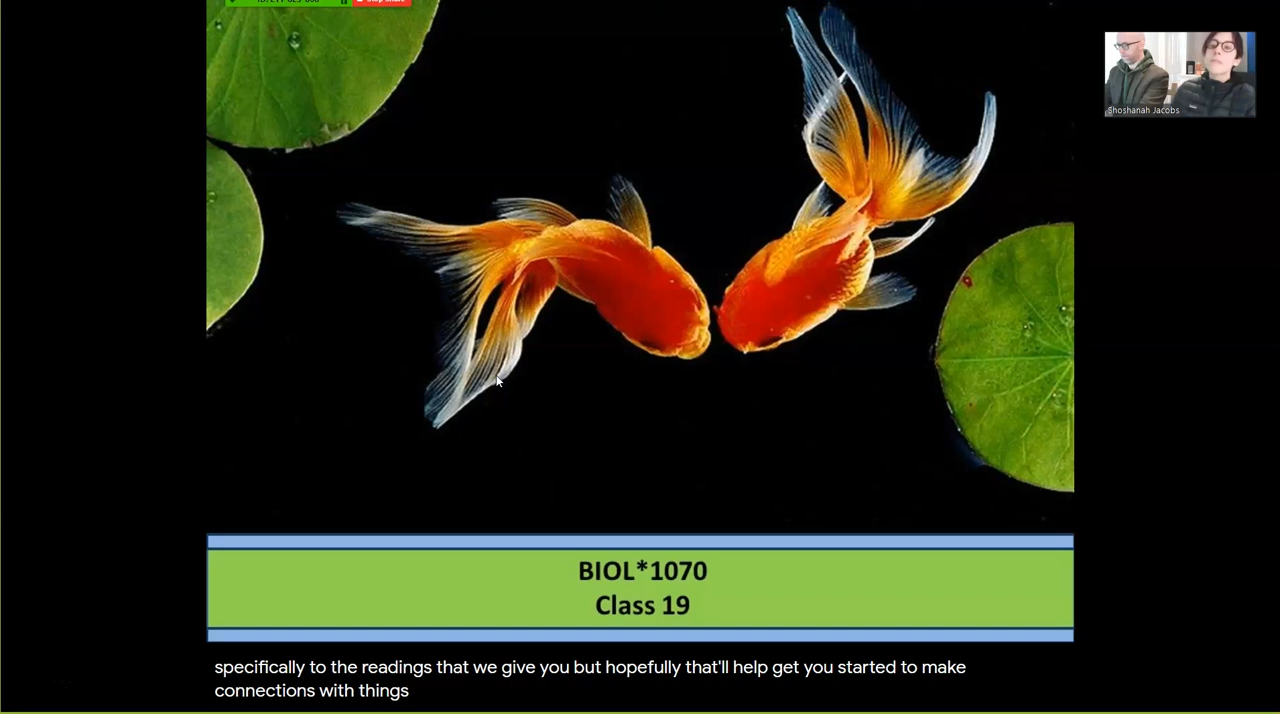 Shoshanah Jacobs
BIOL*1070
Class 19
specifically to the readings that we give you but hopefully that'll help get you started to make
connections with things